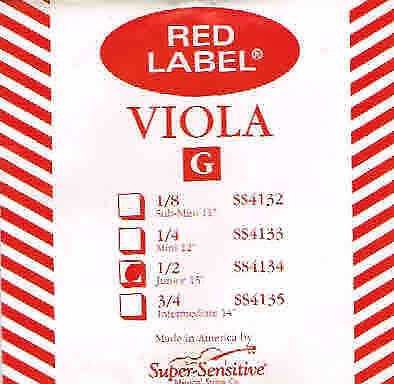 RED
LABEL®
VIOLA
G
1/8 SS4132
Sub-Mini 11"
1/4 SS4133
Mini 12"
1/2 SS4134
Junior 13"
3/4 SS4135
Intermediate 14"
Made in America by
Super-Sensitive®
Musical String Co.